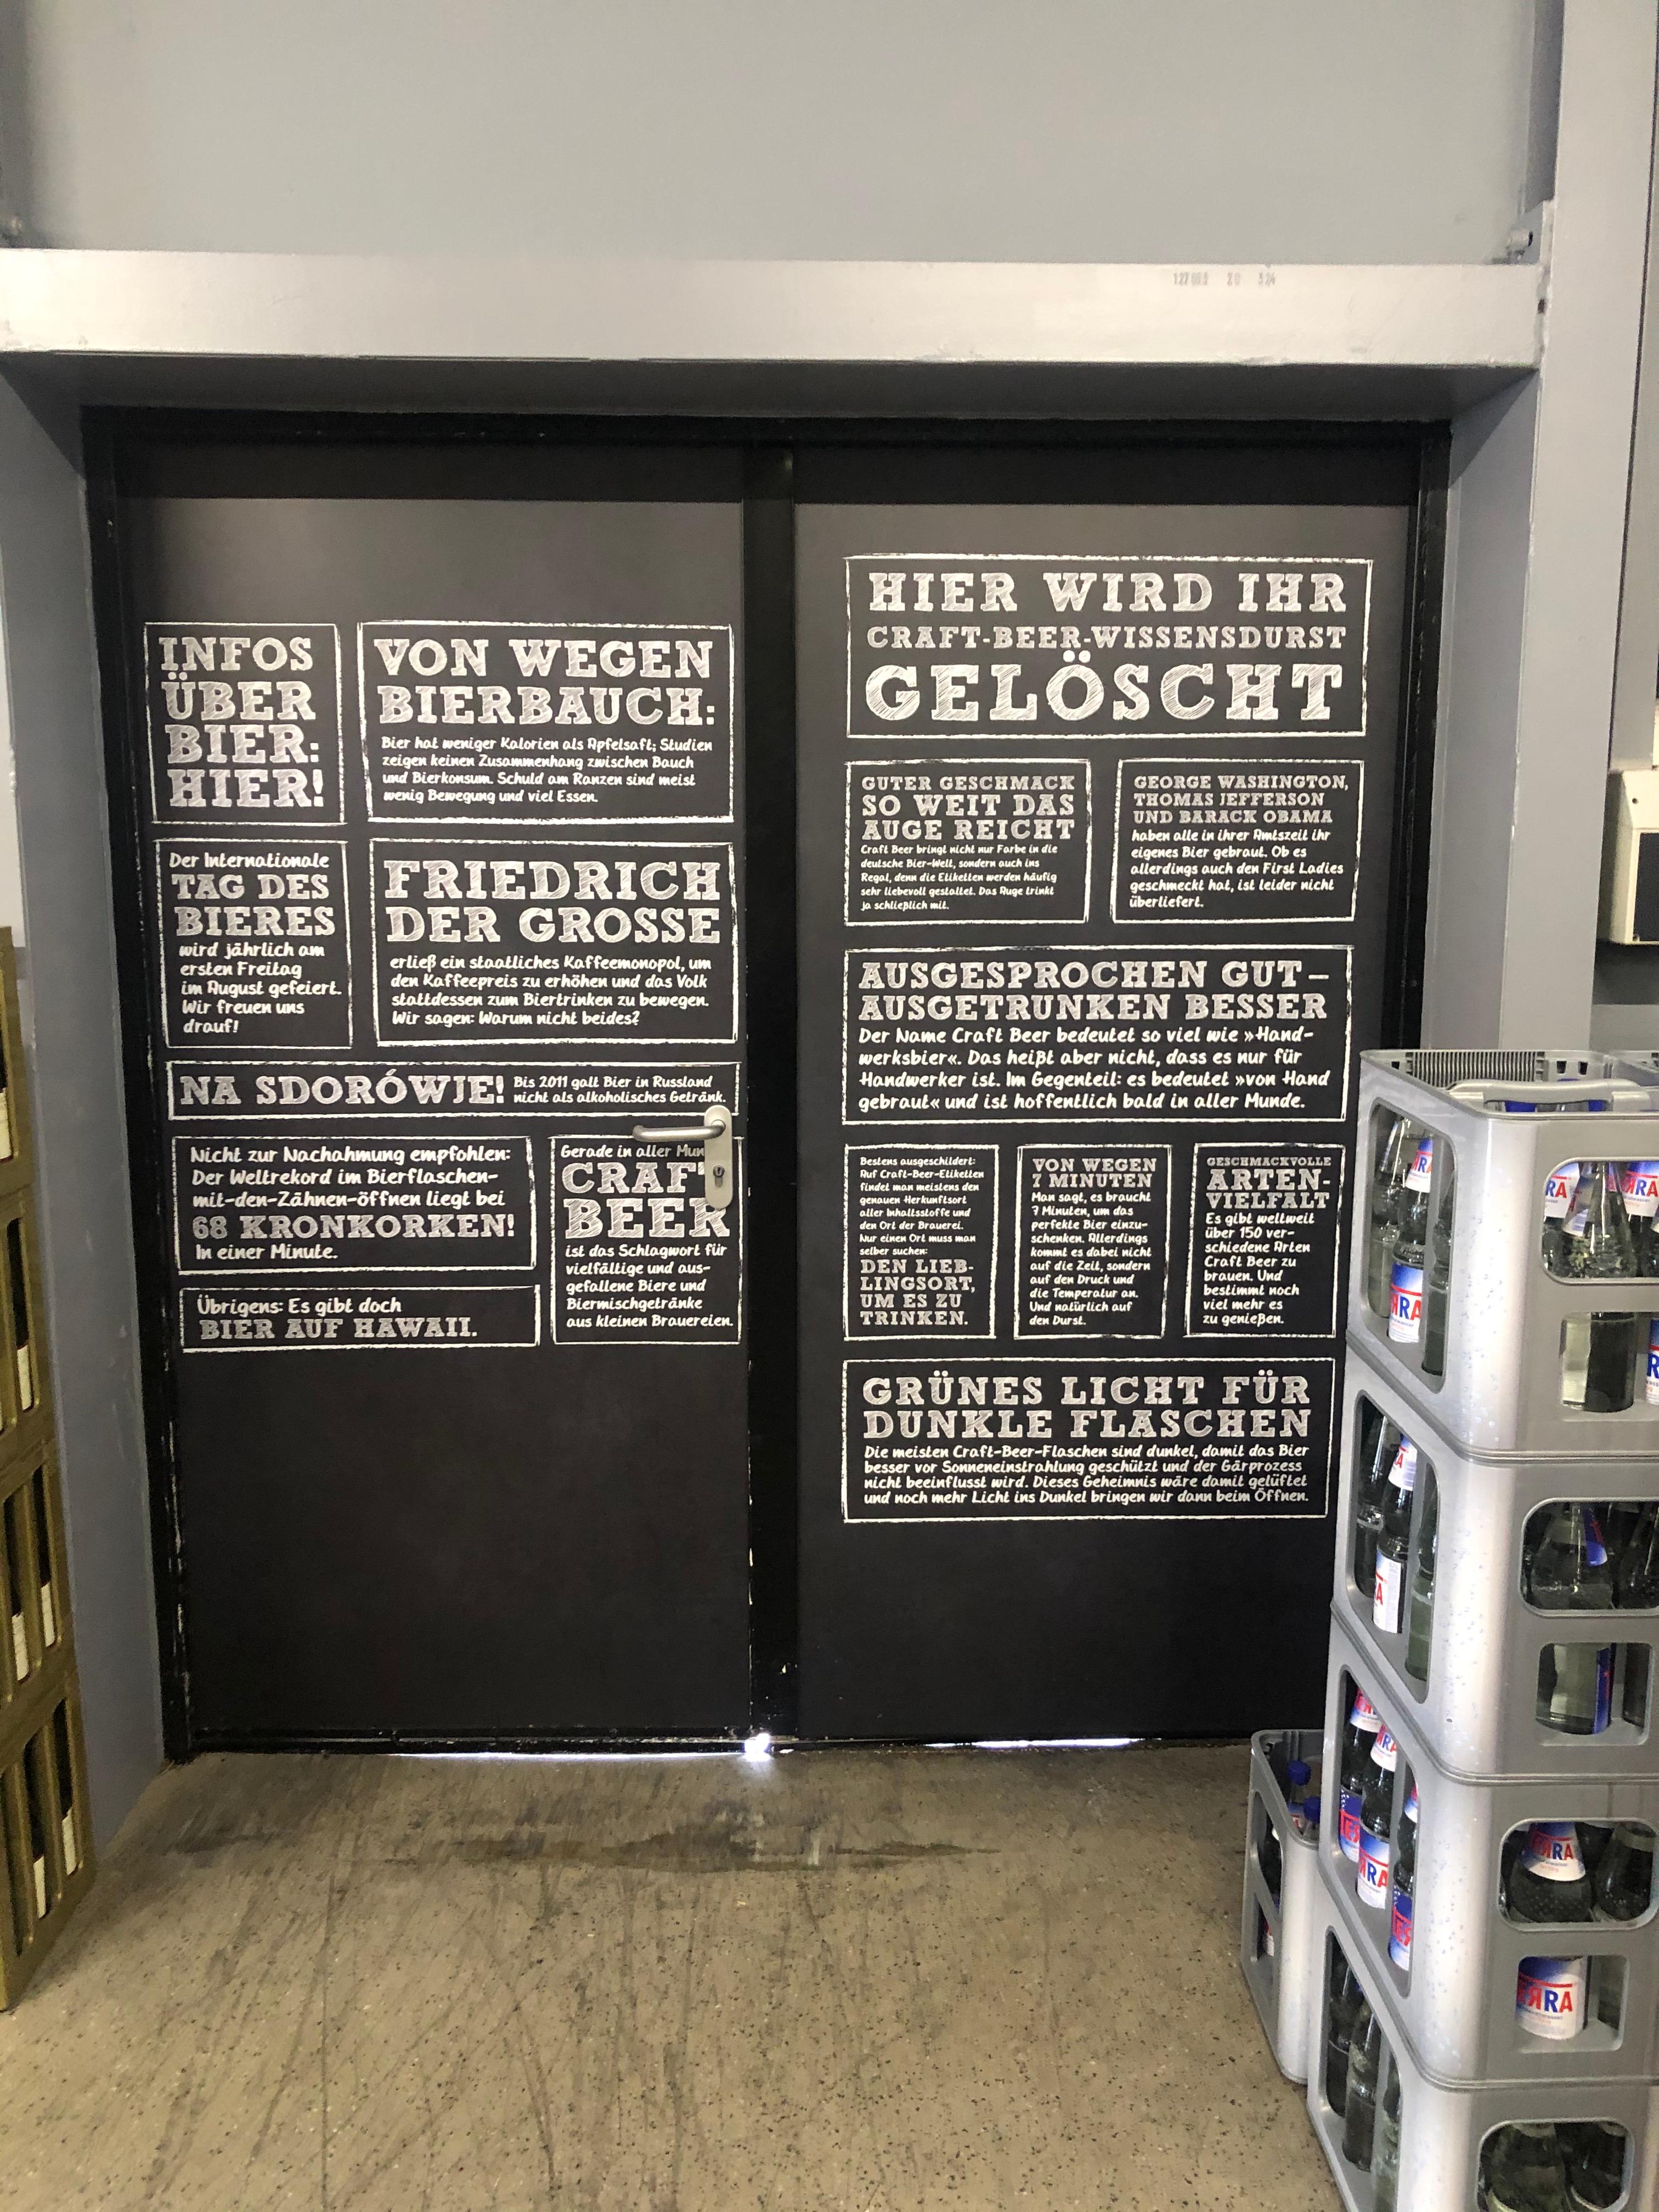 127 093 20 324
INFOS
ÜBER
BIER:
HIER!
VON WEGEN
BIERBAUCH:
Bier hat weniger Kalorien als Apfelsaft; Studien
zeigen keinen Zusammenhang zwischen Bauch
und Bierkonsum. Schuld am Ranzen sind meist
wenig Bewegung und viel Essen.
Der Internationale
TAG DES
BIERES
wird jährlich am
ersten Freitag
im August gefeiert.
Wir freuen uns
drauf!
FRIEDRICH
DER GROSSE
erließ ein staatliches Kaffeemonopol, um
den Kaffeepreis zu erhöhen und das Volk
stattdessen zum Biertrinken zu bewegen.
Wir sagen: Warum nicht beides?
NA SDORÓWJE! Bis 2011 galt Bier in Russland
nicht als alkoholisches Getränk.
Nicht zur Nachahmung empfohlen:
Der Weltrekord im Bierflaschen-
mit-den-Zähnen-öffnen liegt bei
68 KRONKORKEN!
In einer Minute.
Übrigens: Es gibt doch
BIER AUF HAWAII.
Gerade in aller Mun
CRAFT
BEER
ist das Schlagwort für
vielfältige und aus-
gefallene Biere und
Biermischgetränke
aus kleinen Brauereien.
HIER WIRD IHR
CRAFT-BEER-WISSENSDURST
GELÖSCHT
GUTER GESCHMACK
SO WEIT DAS
AUGE REICHT
Craft Beer bringt nicht nur Farbe in die
deutsche Bier-Welt, sondern auch ins
Regal, denn die Etiketten werden häufig
sehr liebevoll gestaltet. Das Auge trinkt
ja schließlich mit.
GEORGE WASHINGTON,
THOMAS JEFFERSON
UND BARACK OBAMA
haben alle in ihrer Amtszeit ihr
eigenes Bier gebraut. Ob es
allerdings auch den First Ladies
geschmeckt hat, ist leider nicht
überliefert.
AUSGESPROCHEN GUT –
AUSGETRUNKEN BESSER
Der Name Craft Beer bedeutet so viel wie »Hand-
werksbier«. Das heißt aber nicht, dass es nur für
Handwerker ist. Im Gegenteil: es bedeutet »von Hand
gebraut« und ist hoffentlich bald in aller Munde.
Bestens ausgeschildert:
Auf Craft-Beer-Etiketten
findet man meistens den
genauen Herkunftsort
aller Inhaltsstoffe und
den Ort der Brauerei.
Nur einen Ort muss man
selber suchen:
DEN LIEB-
LINGSORT,
UM ES ZU
TRINKEN.
VON WEGEN
7 MINUTEN
Man sagt, es braucht
7 Minuten, um das
perfekte Bier einzu-
schenken. Allerdings
kommt es dabei nicht
auf die Zeit, sondern
auf den Druck und
die Temperatur an.
Und natürlich auf
den Durst.
GESCHMACKVOLLE
ARTEN-
VIELFALT
Es gibt weltweit
über 150 ver-
schiedene Arten
Craft Beer zu
brauen. Und
bestimmt noch
viel mehr es
zu genießen.
GRÜNES LICHT FÜR
DUNKLE FLASCHEN
Die meisten Craft-Beer-Flaschen sind dunkel, damit das Bier
besser vor Sonneneinstrahlung geschützt und der Gärprozess
nicht beeinflusst wird. Dieses Geheimnis wäre damit gelüftet
und noch mehr Licht ins Dunkel bringen wir dann beim Öffnen.